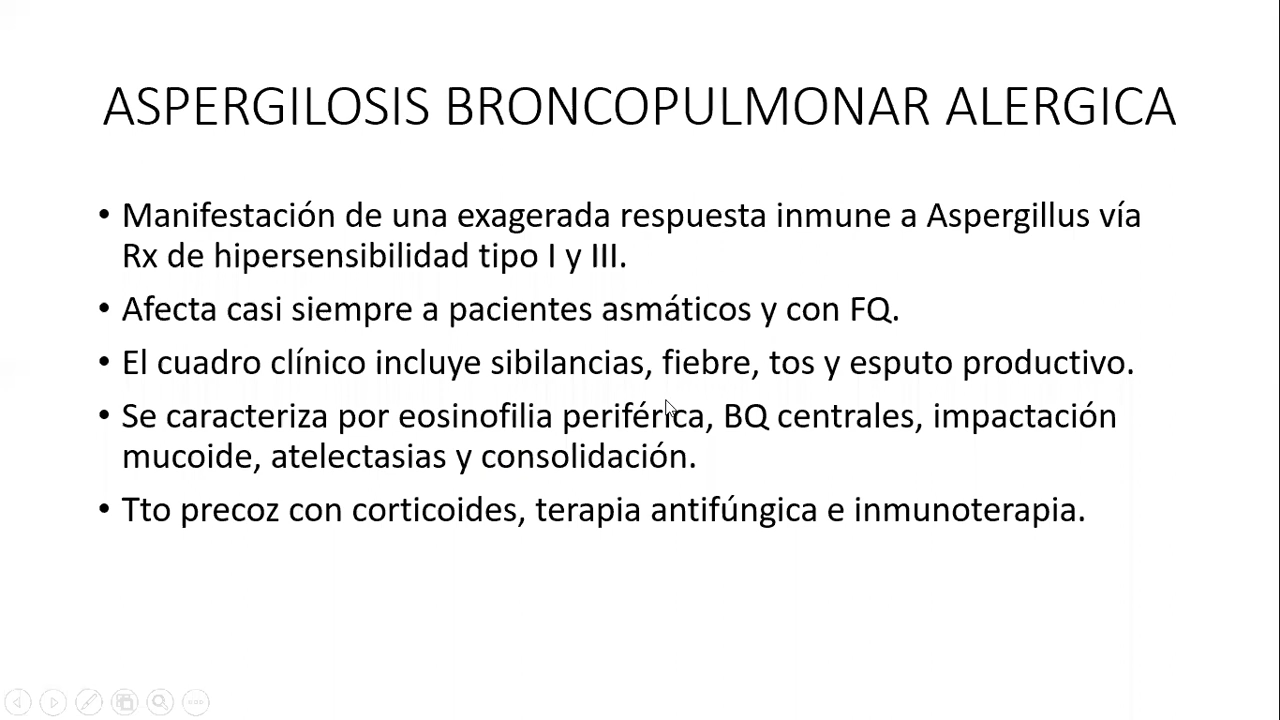 ASPERGILOSIS BRONCOPULMONAR ALERGICA
• Manifestación de una exagerada respuesta inmune a Aspergillus vía
Rx de hipersensibilidad tipo I y III.
• Afecta casi siempre a pacientes asmáticos y con FQ.
• El cuadro clínico incluye sibilancias, fiebre, tos y esputo productivo.
• Se caracteriza por eosinofilia periférica, BQ centrales, impactación
mucoide, atelectasias y consolidación.
• Tto precoz con corticoides, terapia antifúngica e inmunoterapia.